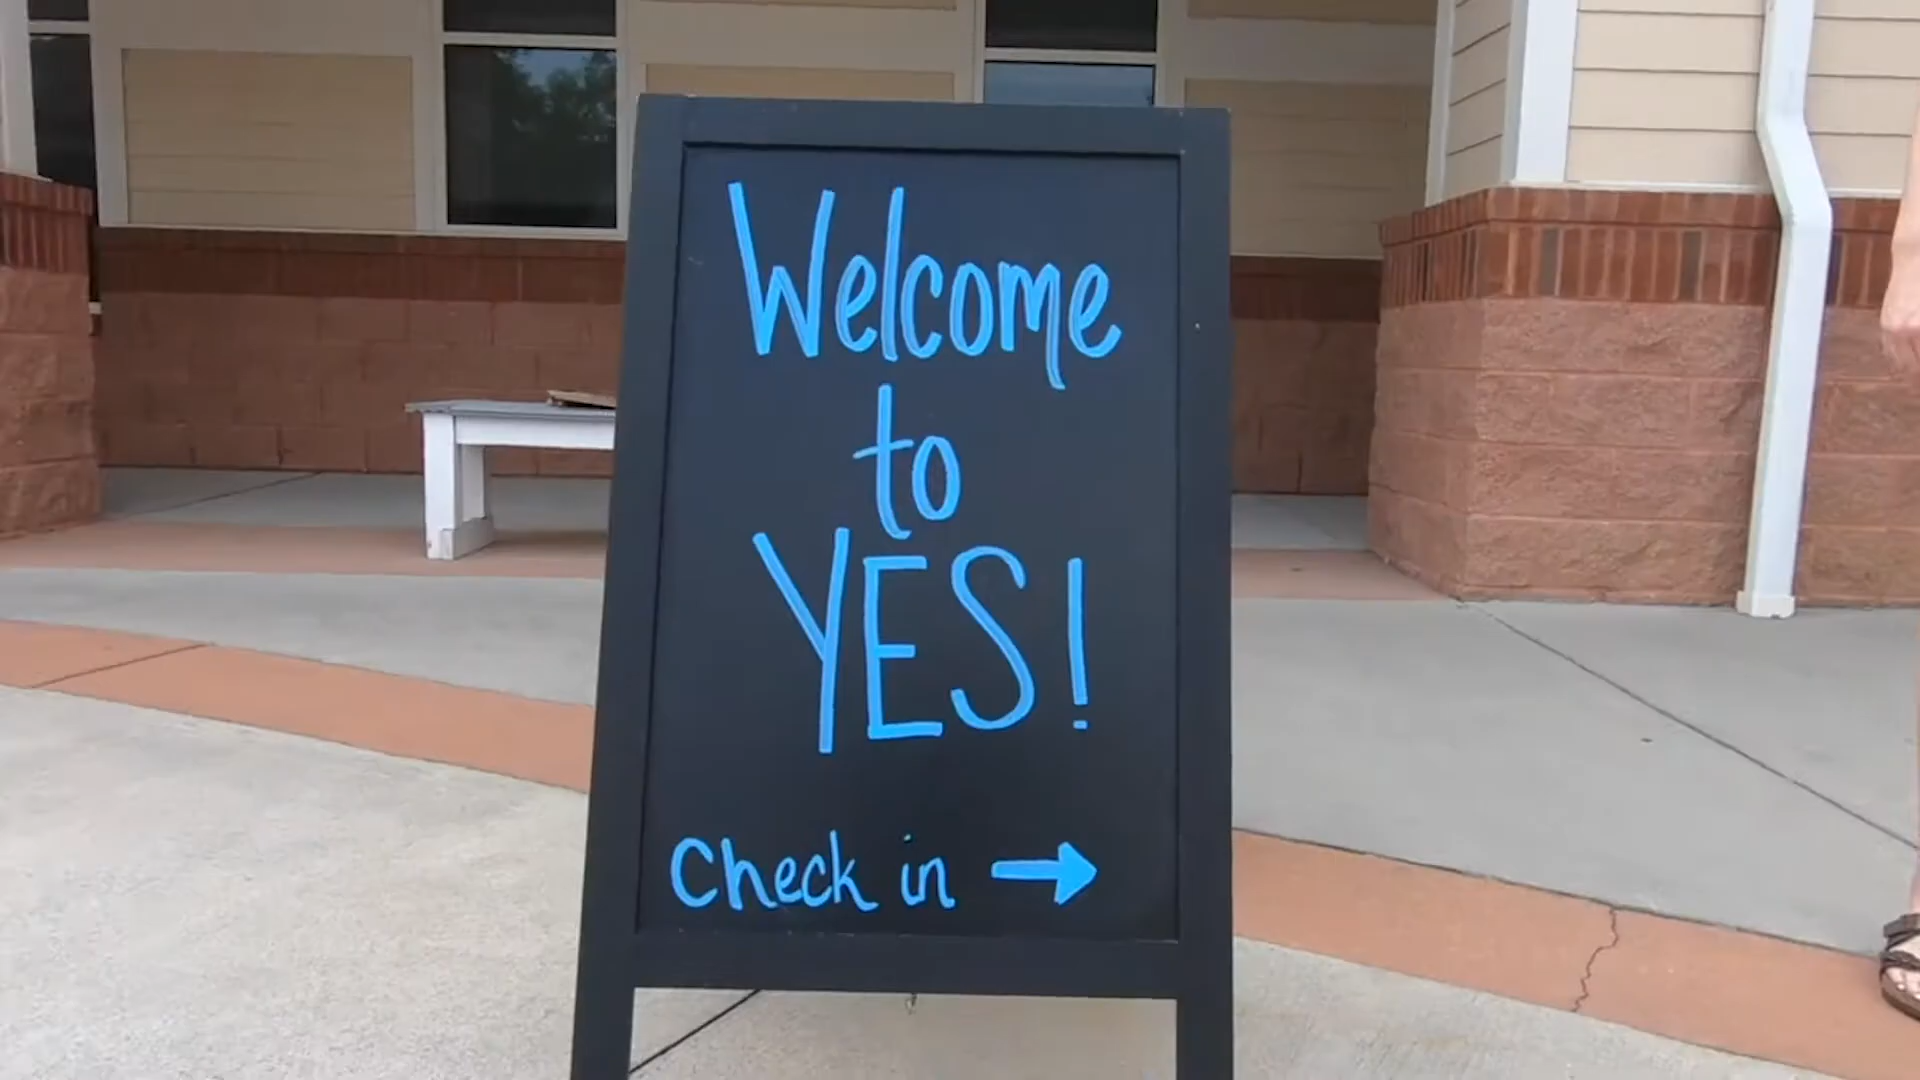 Welcome
to
YES!
Check in →